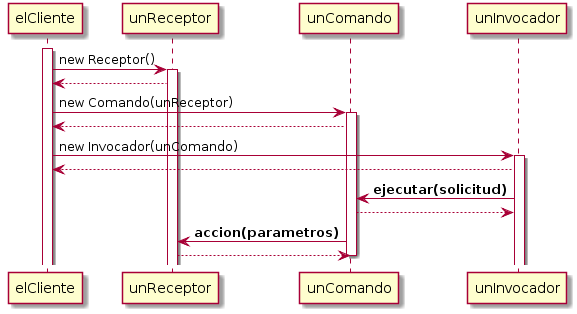 elCliente unReceptor unComando unInvocador
new Receptor()
new Comando(unReceptor)
new Invocador(unComando)
ejecutar(solicitud)
accion(parametros)
elCliente unReceptor unComando unInvocador